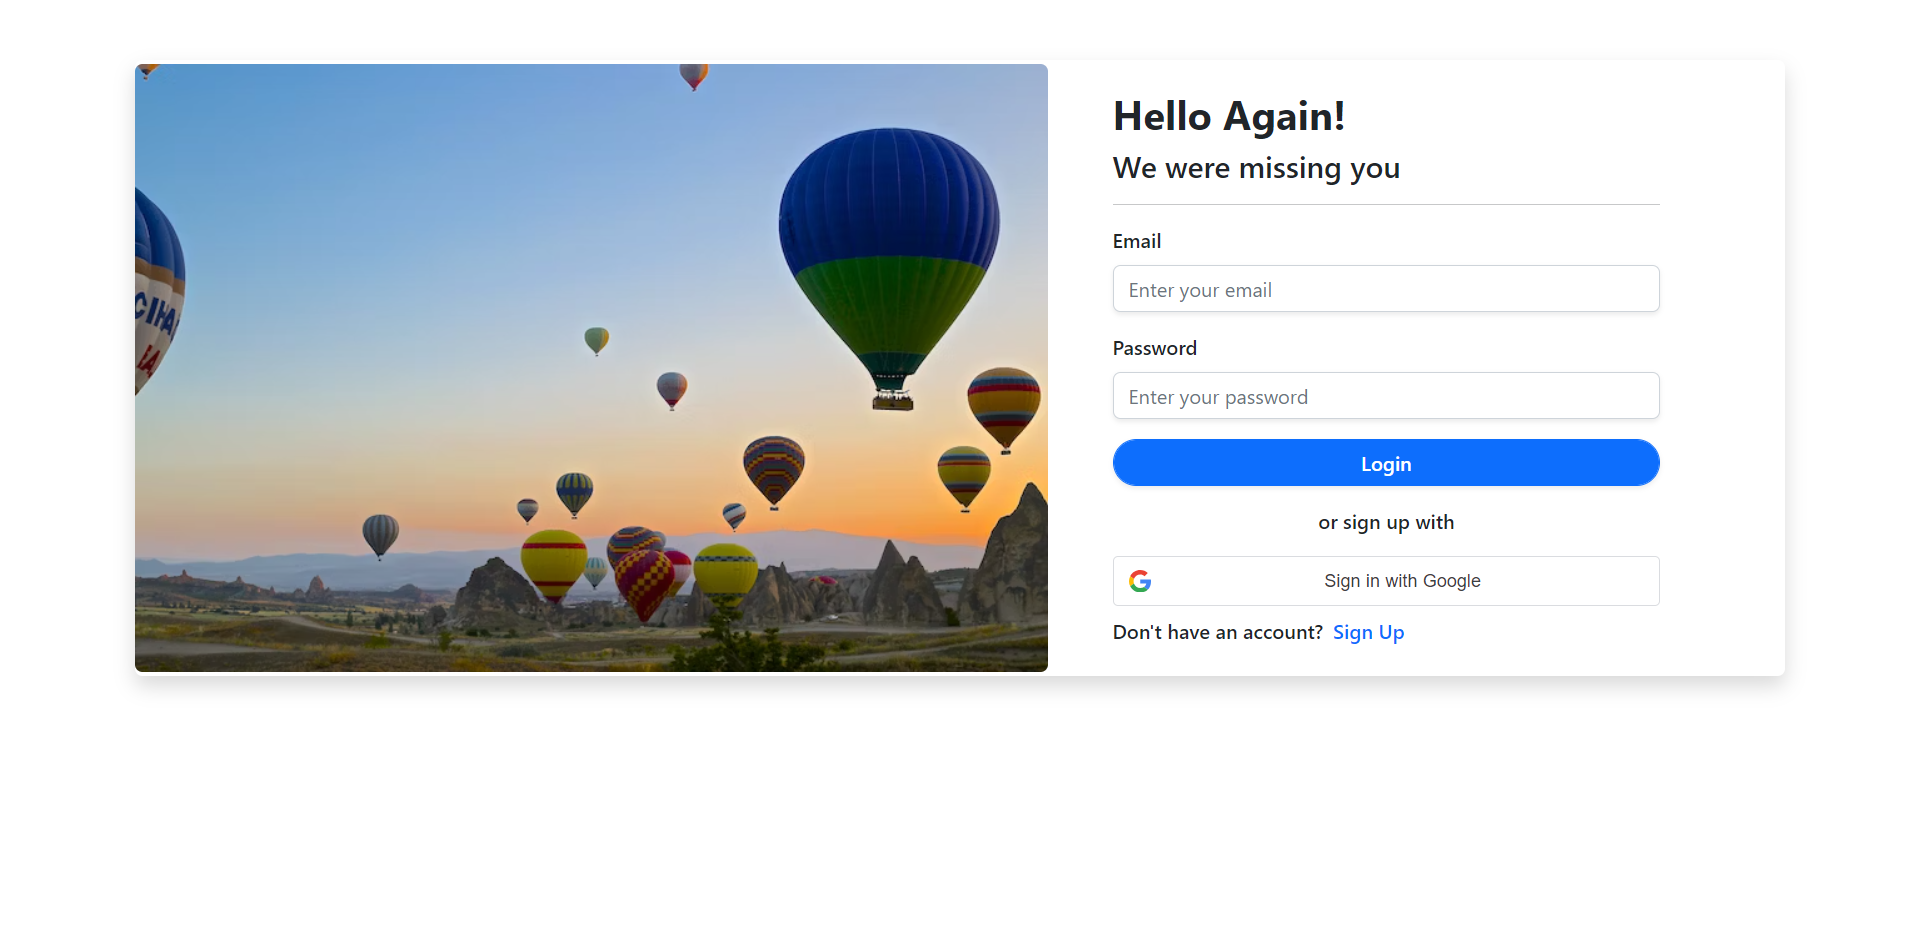 Hello Again!
We were missing you
Email
Enter your email
Password
Enter your password
Login
or sign up with
Sign in with Google
Don't have an account? Sign Up